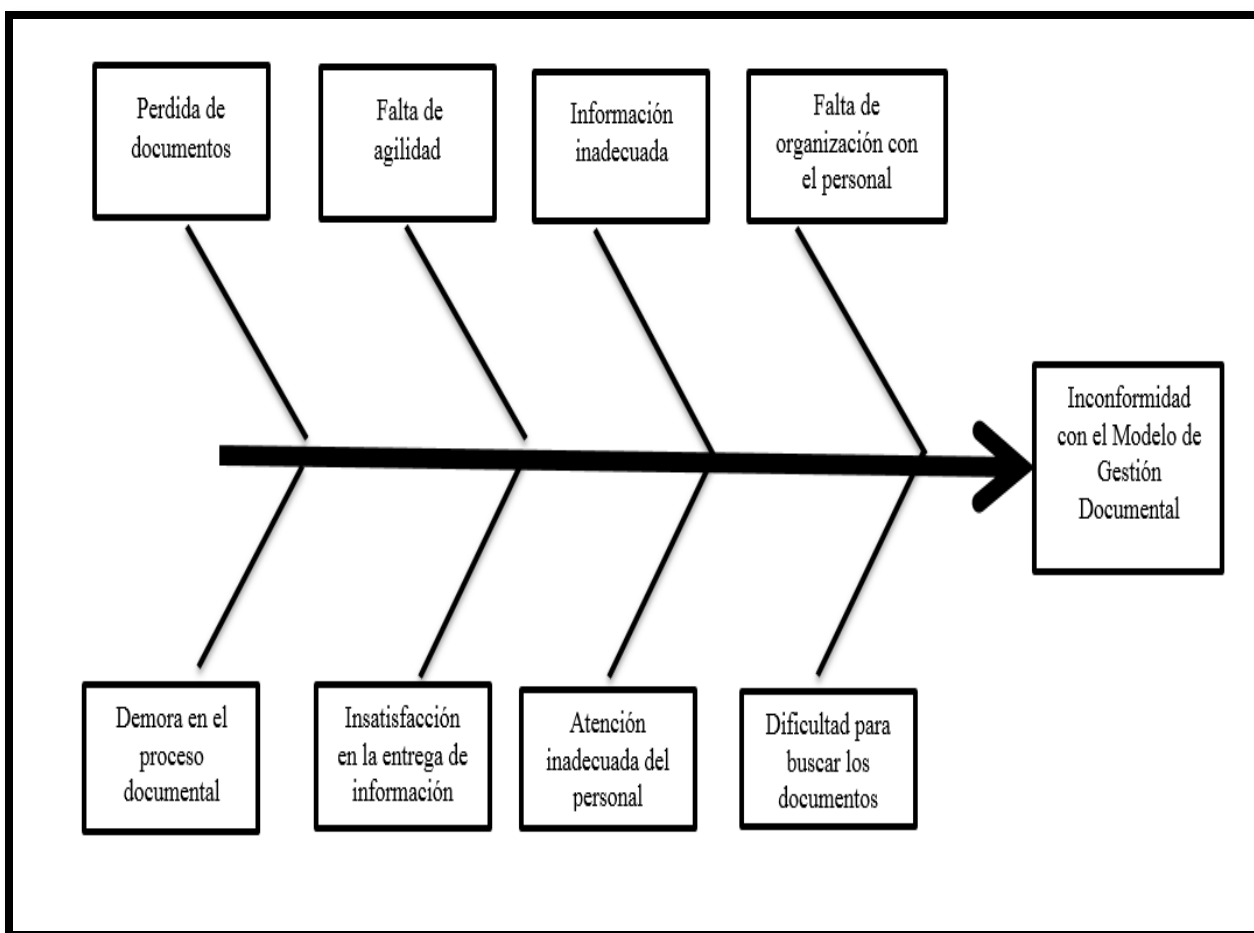 Perdida de
documentos
Falta de
agilidad
Información
inadecuada
Falta de
organización con
el personal
Inconformidad
con el Modelo de
Gestión
Documental
Demora en el
proceso
documental
Insatisfacción
en la entrega de
información
Atención
inadecuada del
personal
Dificultad para
buscar los
documentos